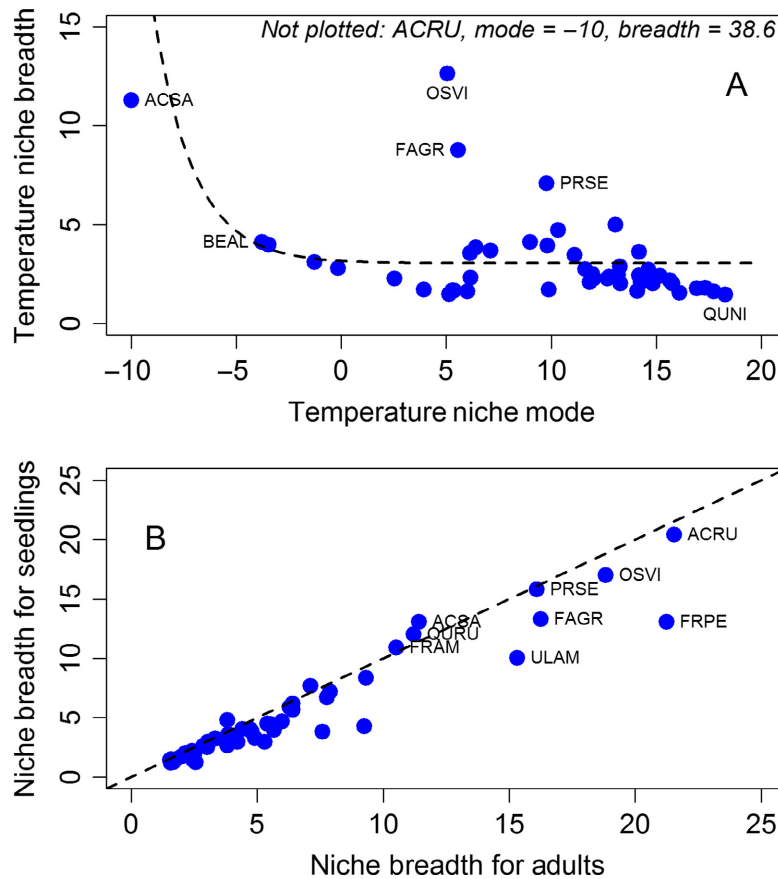 Not plotted: ACRU, mode = −10, breadth = 38.6
A
Temperature niche breadth
15
10
5
0
ACSA
OSVI
FAGR
PRSE
BEAL
QUNI
−10 −5 0 5 10 15 20
Temperature niche mode
B
Niche breadth for seedlings
25
20
15
10
5
0
ACRU
OSVI
PRSE
FAGR
FRPE
ACSA
QURU
FRAM
ULAM
0 5 10 15 20 25
Niche breadth for adults